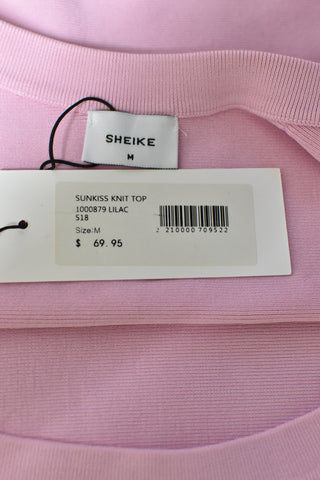 SHEIKE
M
SUNKISS KNIT TOP
1000879 LILAC
S18
Size:M
$ 69.95
2 210000 709522